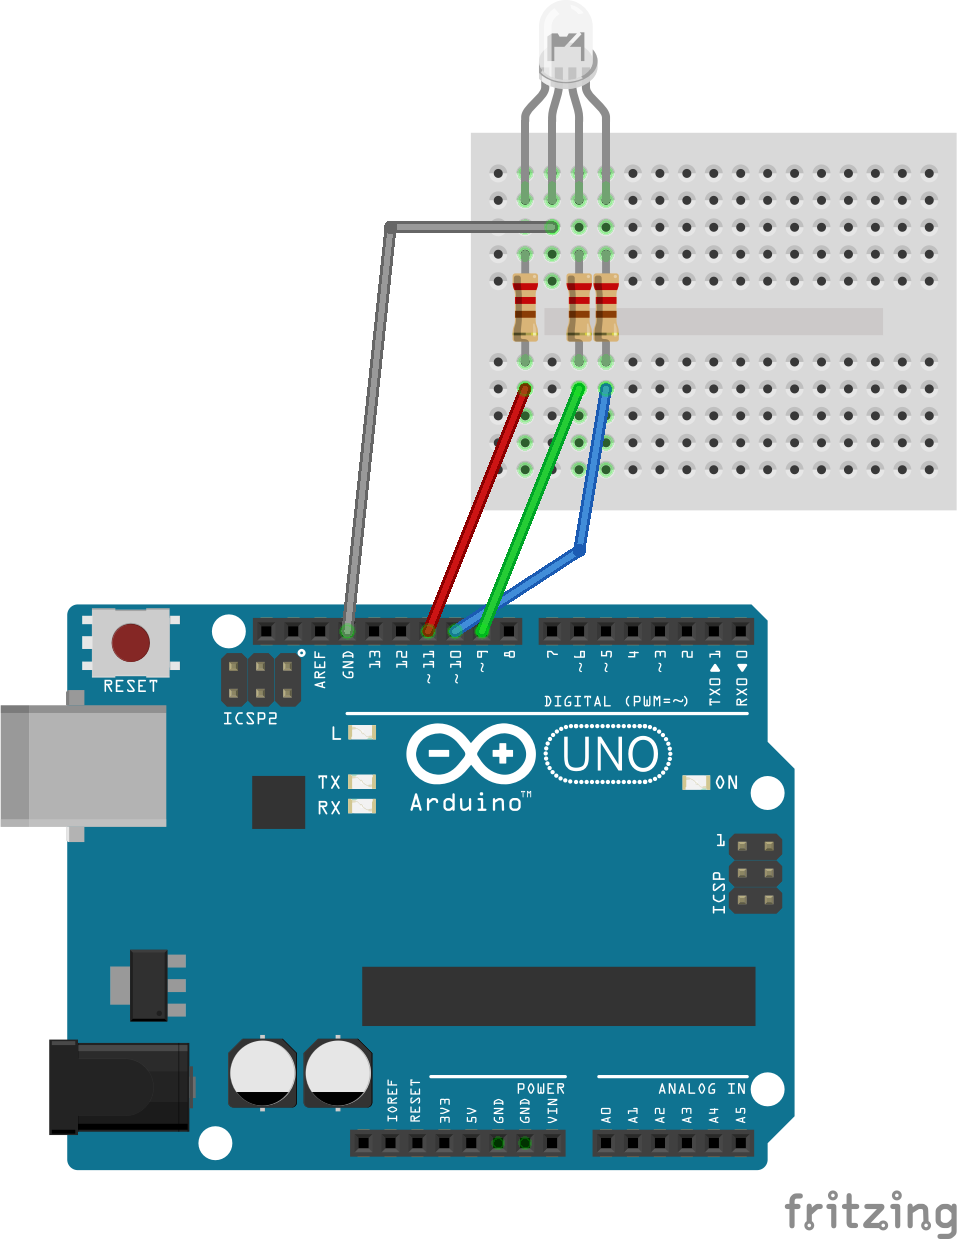 RESET
ICSP2
AREF
GND
13
12
~11
~10
~9
8
7
~6
~5
4
~3
2
TX0▶1
RX0◀0
DIGITAL (PWM=~)
L
TX
RX
Arduino™
UNO
ON
1
ICSP
POWER
ANALOG IN
IOREF
RESET
3V3
5V
GND
GND
VIN
A0
A1
A2
A3
A4
A5
fritzing